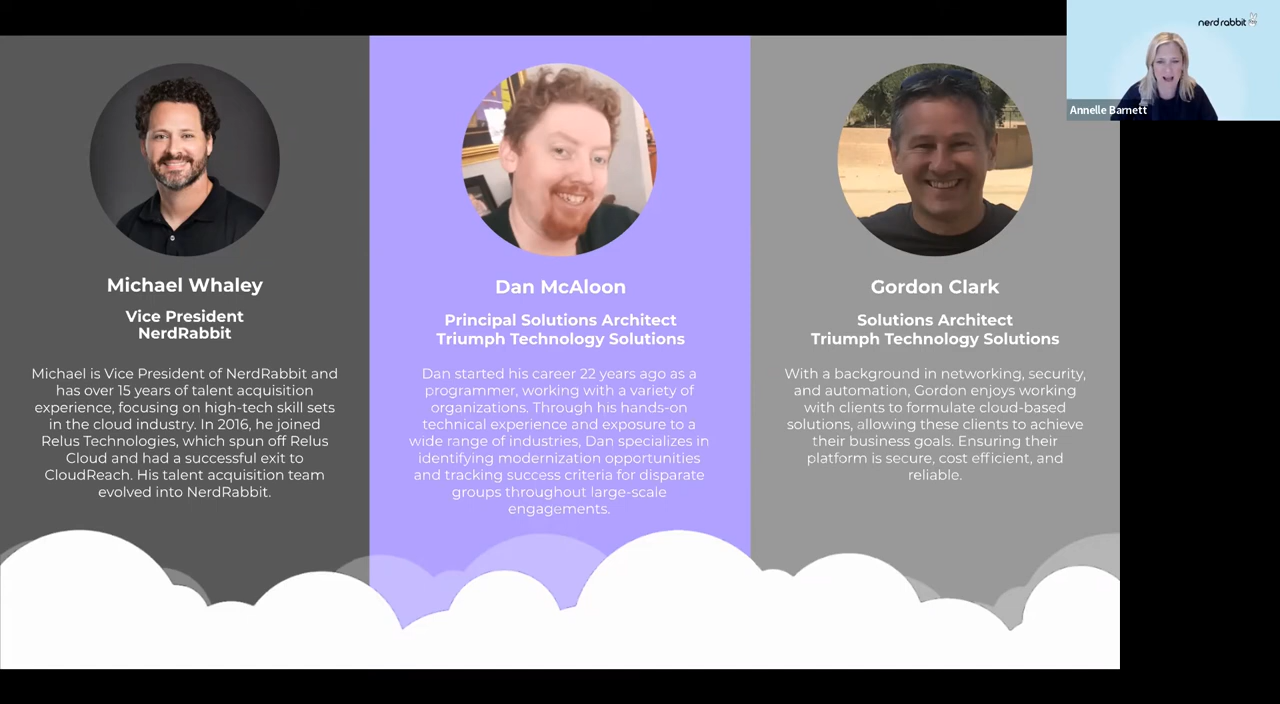 nerd rabbit
Annelle Barnett
Michael Whaley
Vice President
NerdRabbit
Michael is Vice President of NerdRabbit and
has over 15 years of talent acquisition
experience, focusing on high-tech skill sets
in the cloud industry. In 2016, he joined
Relus Technologies, which spun off Relus
Cloud and had a successful exit to
CloudReach. His talent acquisition team
evolved into NerdRabbit.
Dan McAloon
Principal Solutions Architect
Triumph Technology Solutions
Dan started his career 22 years ago as a
programmer, working with a variety of
organizations. Through his hands-on
technical experience and exposure to a
wide range of industries, Dan specializes in
identifying modernization opportunities
and tracking success criteria for disparate
groups throughout large-scale
engagements.
Gordon Clark
Solutions Architect
Triumph Technology Solutions
With a background in networking, security,
and automation, Gordon enjoys working
with clients to formulate cloud-based
solutions, allowing these clients to achieve
their business goals. Ensuring their
platform is secure, cost efficient, and
reliable.